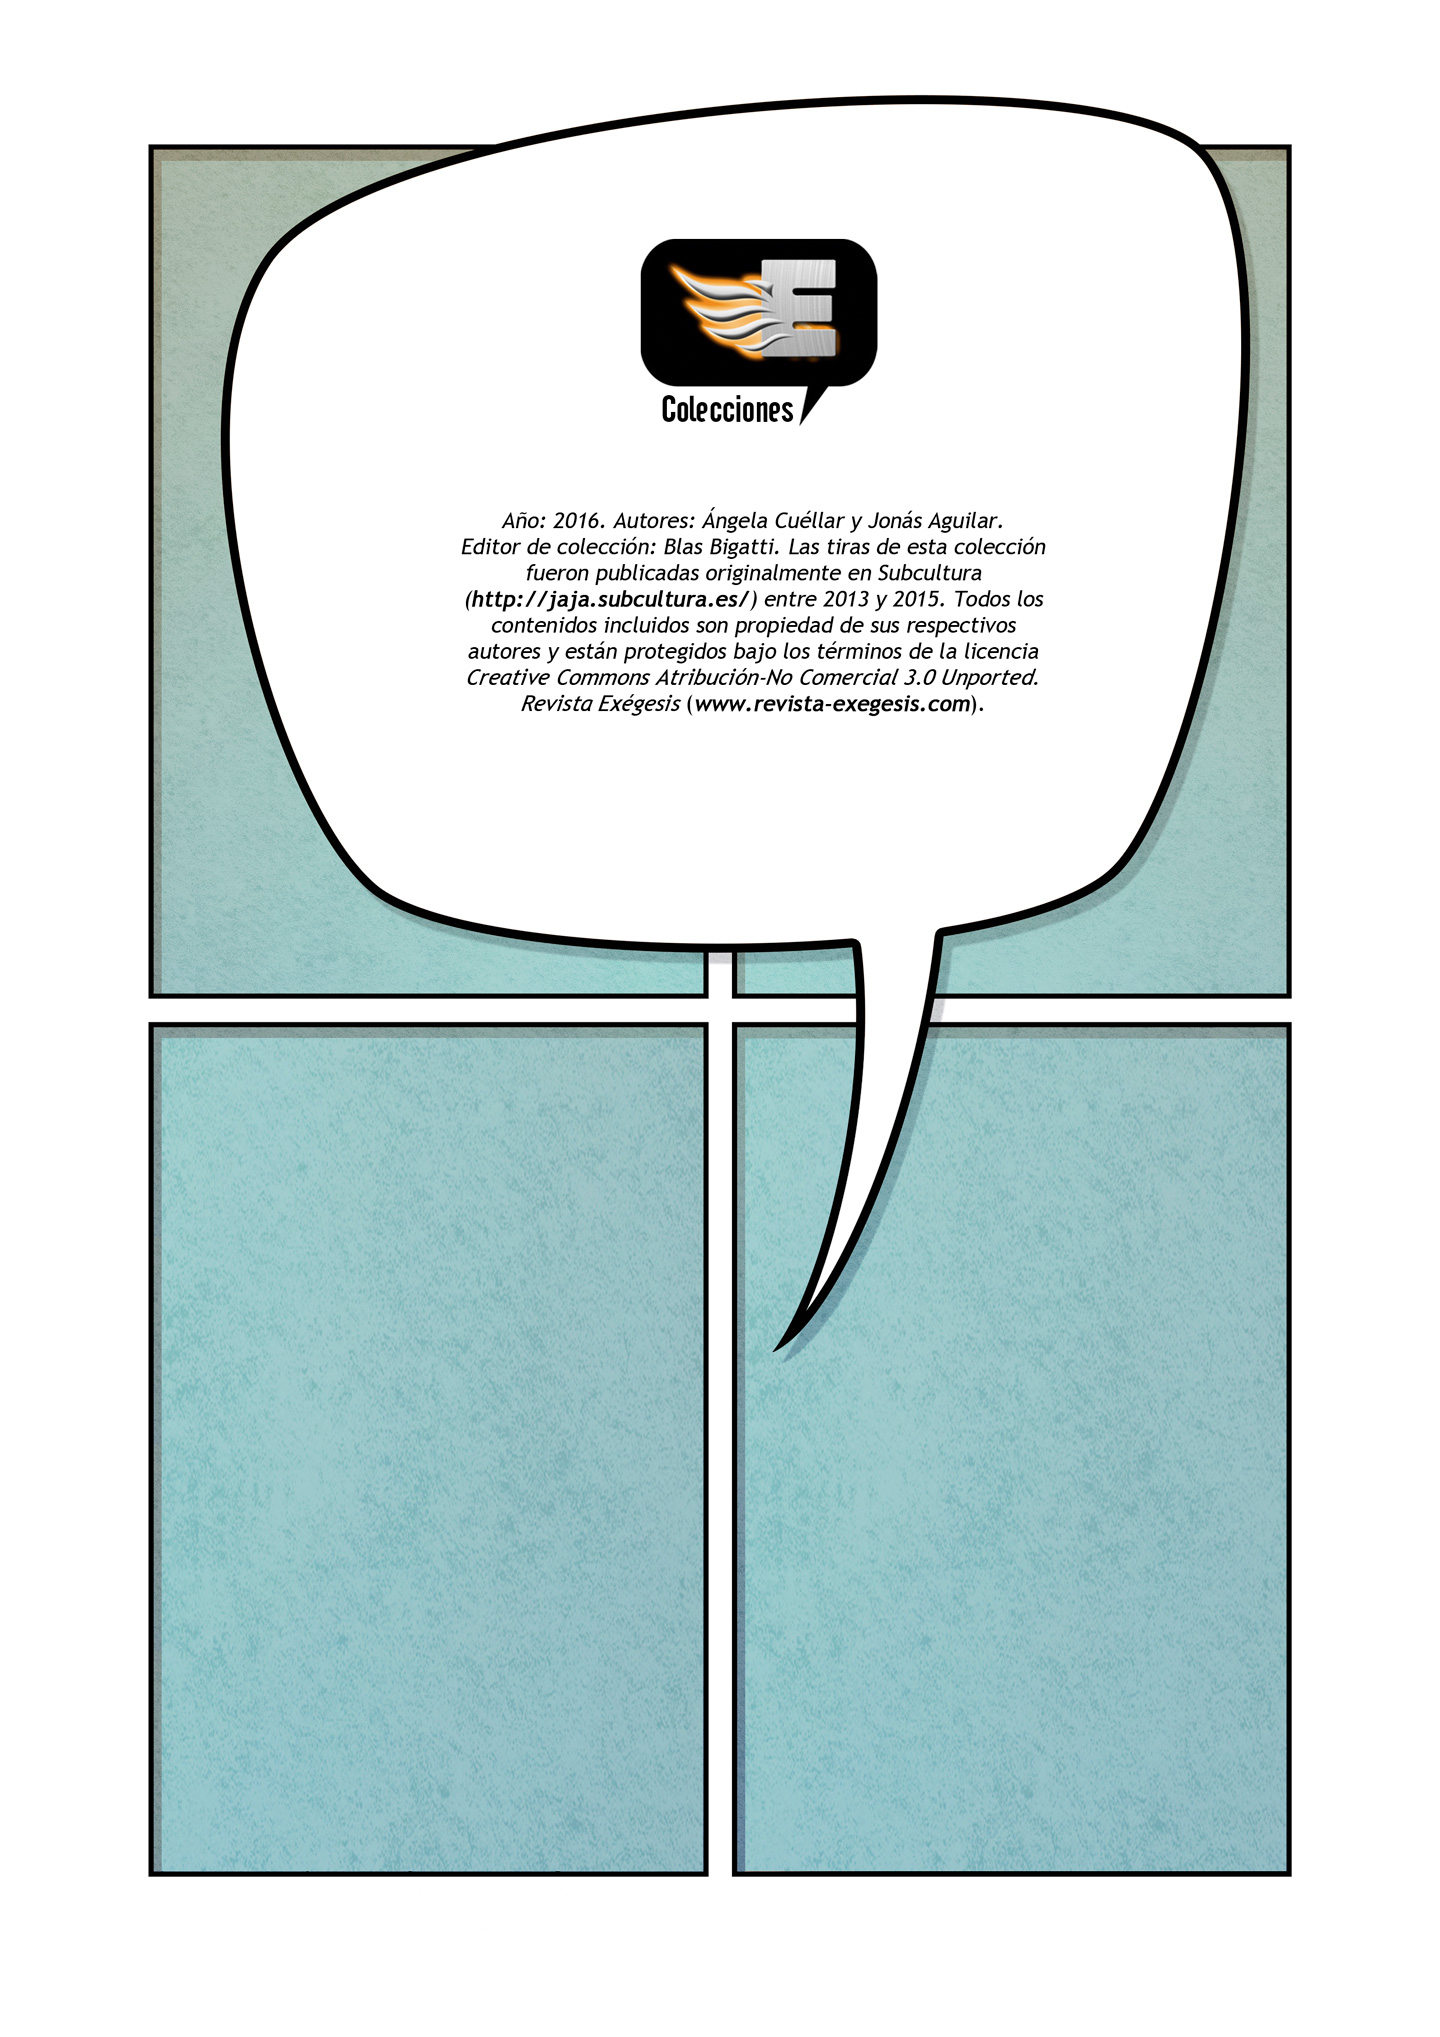 E
Colecciones
Año: 2016. Autores: Ángela Cuéllar y Jonás Aguilar.
Editor de colección: Blas Bigatti. Las tiras de esta colección
fueron publicadas originalmente en Subcultura
(http://jaja.subcultura.es/) entre 2013 y 2015. Todos los
contenidos incluidos son propiedad de sus respectivos
autores y están protegidos bajo los términos de la licencia
Creative Commons Atribución-No Comercial 3.0 Unported.
Revista Exégesis (www.revista-exegesis.com).